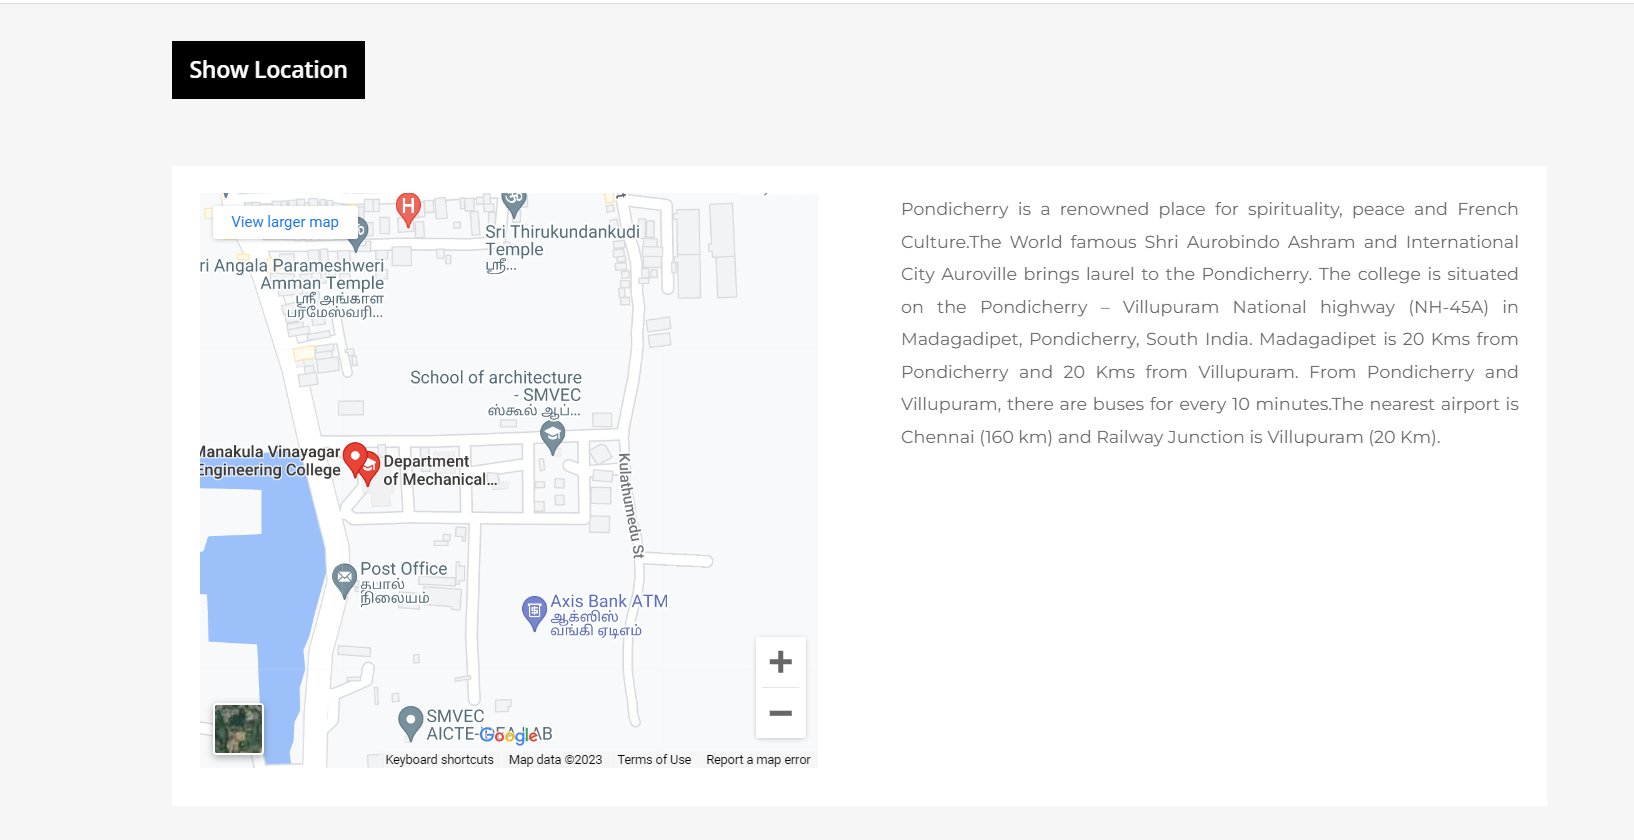 Show Location
View larger map
H
Sri Thirukundankudi
Temple
ஸ்ரீ...
ri Angala Parameshweri
Amman Temple
ஸ்ரீ அங்காள
பரமேஸ்வரி...
School of architecture
- SMVEC
ஸ்கூல் ஆப்...
Manakula Vinayagar
Engineering College
Department
of Mechanical...
Kulathumedu St
Post Office
தபால்
நிலையம்
Axis Bank ATM
ஆக்ஸிஸ்
வங்கி ஏடிஎம்
SMVEC
AICTE-
LAB
Google
Keyboard shortcuts
Map data ©2023
Terms of Use
Report a map error
Pondicherry is a renowned place for spirituality, peace and French
Culture.The World famous Shri Aurobindo Ashram and International
City Auroville brings laurel to the Pondicherry. The college is situated
on the Pondicherry – Villupuram National highway (NH-45A) in
Madagadipet, Pondicherry, South India. Madagadipet is 20 Kms from
Pondicherry and 20 Kms from Villupuram. From Pondicherry and
Villupuram, there are buses for every 10 minutes.The nearest airport is
Chennai (160 km) and Railway Junction is Villupuram (20 Km).